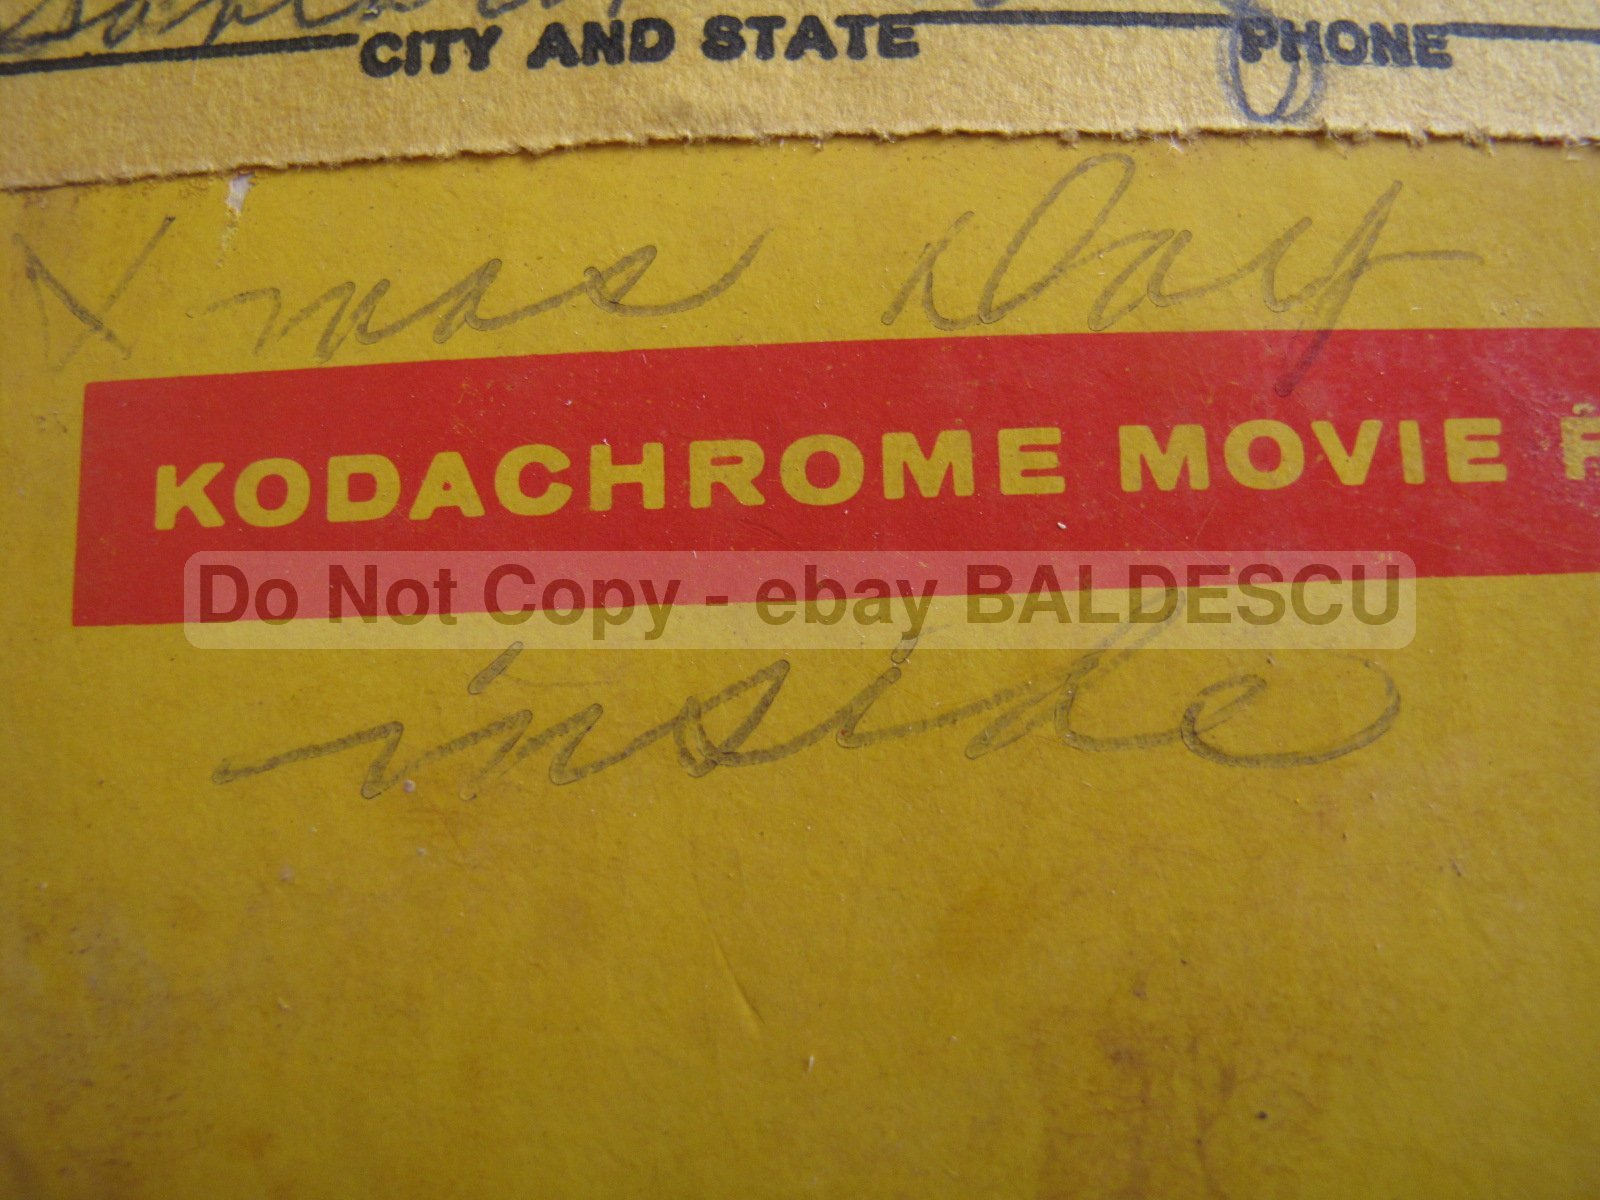 CITY AND STATE PHONE
Xmas Day
KODACHROME MOVIE F
Do Not Copy - ebay BALDESCU
inside